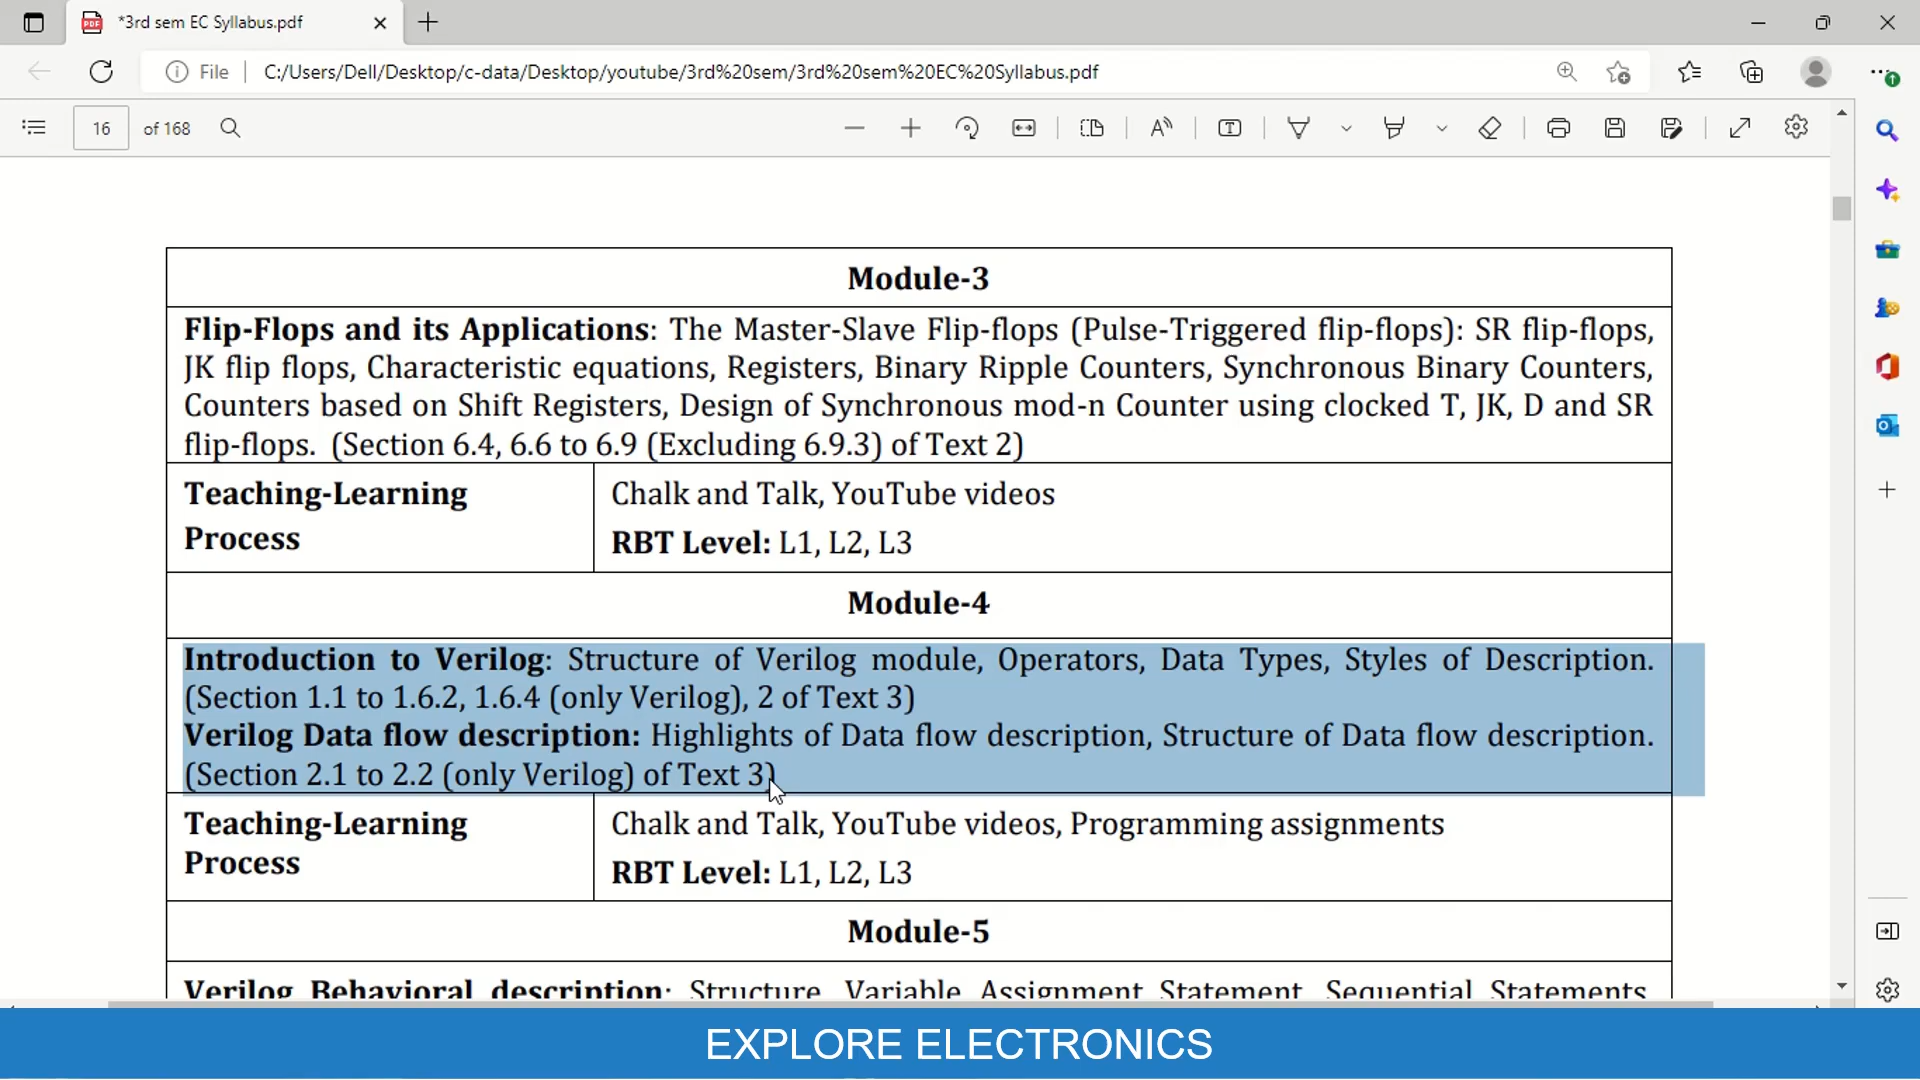 *3rd sem EC Syllabus.pdf
File
C:/Users/Dell/Desktop/c-data/Desktop/youtube/3rd%20sem/3rd%20sem%20EC%20Syllabus.pdf
16 of 168
Module-3
Flip-Flops and its Applications: The Master-Slave Flip-flops (Pulse-Triggered flip-flops): SR flip-flops,
JK flip flops, Characteristic equations, Registers, Binary Ripple Counters, Synchronous Binary Counters,
Counters based on Shift Registers, Design of Synchronous mod-n Counter using clocked T, JK, D and SR
flip-flops. (Section 6.4, 6.6 to 6.9 (Excluding 6.9.3) of Text 2)
Teaching-Learning
Process
Chalk and Talk, YouTube videos
RBT Level: L1, L2, L3
Module-4
Introduction to Verilog: Structure of Verilog module, Operators, Data Types, Styles of Description.
(Section 1.1 to 1.6.2, 1.6.4 (only Verilog), 2 of Text 3)
Verilog Data flow description: Highlights of Data flow description, Structure of Data flow description.
(Section 2.1 to 2.2 (only Verilog) of Text 3)
Teaching-Learning
Process
Chalk and Talk, YouTube videos, Programming assignments
RBT Level: L1, L2, L3
Module-5
Verilog Behavioral description: Structure, Variable Assignment Statement, Sequential Statements,
EXPLORE ELECTRONICS